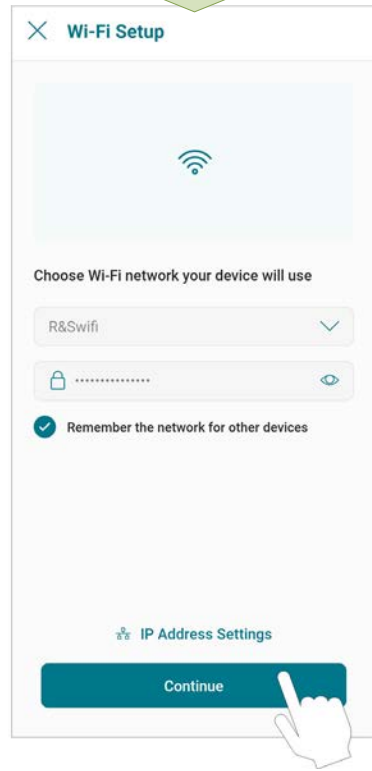 Wi-Fi Setup
Choose Wi-Fi network your device will use
R&Swifi
•••••••••••••••
Remember the network for other devices
IP Address Settings
Continue